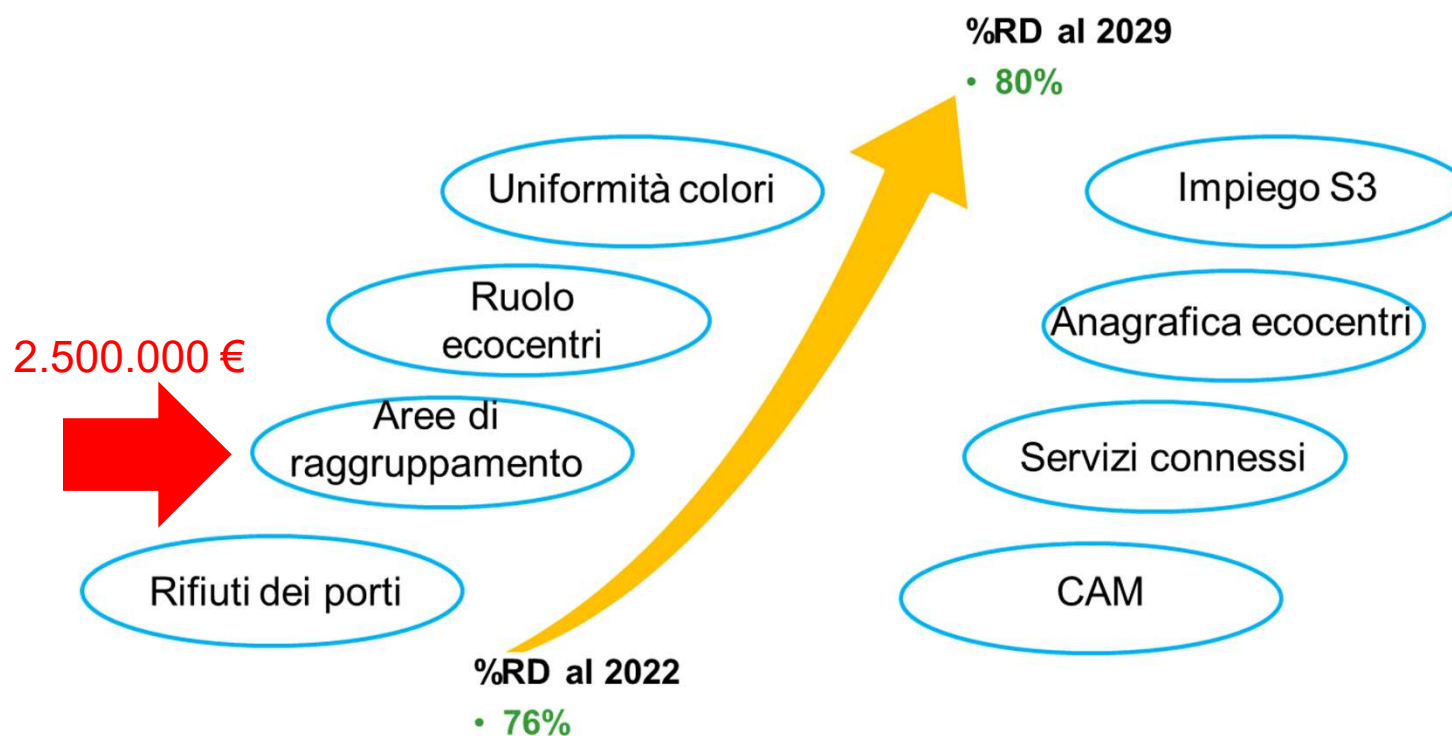 %RD al 2029
• 80%
Uniformità colori
Impiego S3
Ruolo
ecocentri
Anagrafica ecocentri
2.500.000 €
Aree di
raggruppamento
Servizi connessi
Rifiuti dei porti
CAM
%RD al 2022
• 76%